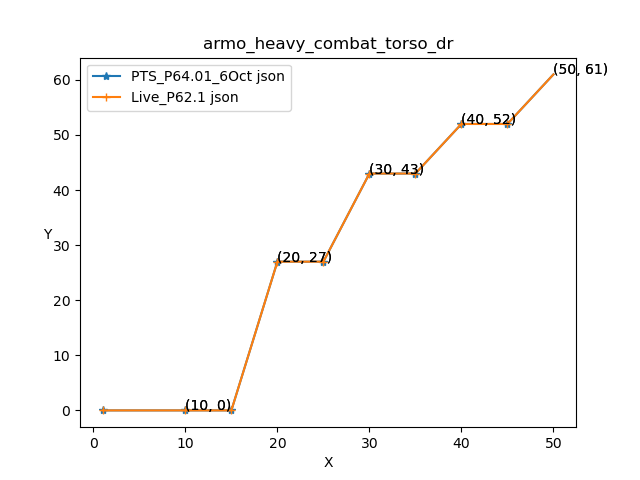 armo_heavy_combat_torso_dr
PTS_P64.01_6Oct json
Live_P62.1 json
(50, 61)
(40, 52)
(30, 43)
(20, 27)
(10, 0)
Y
60
50
40
30
20
10
0
0 10 20 30 40 50
X